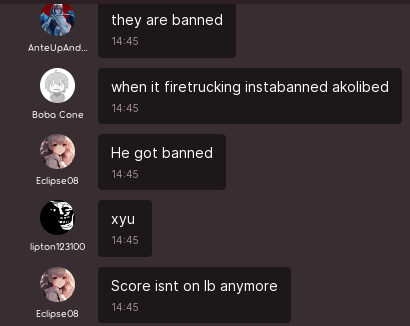 they are banned
14:45
AnteUpAnd...
when it firetrucking instabanned akolibed
14:45
Boba Cone
He got banned
14:45
Eclipse08
xyu
14:45
lipton123100
Score isnt on lb anymore
14:45
Eclipse08